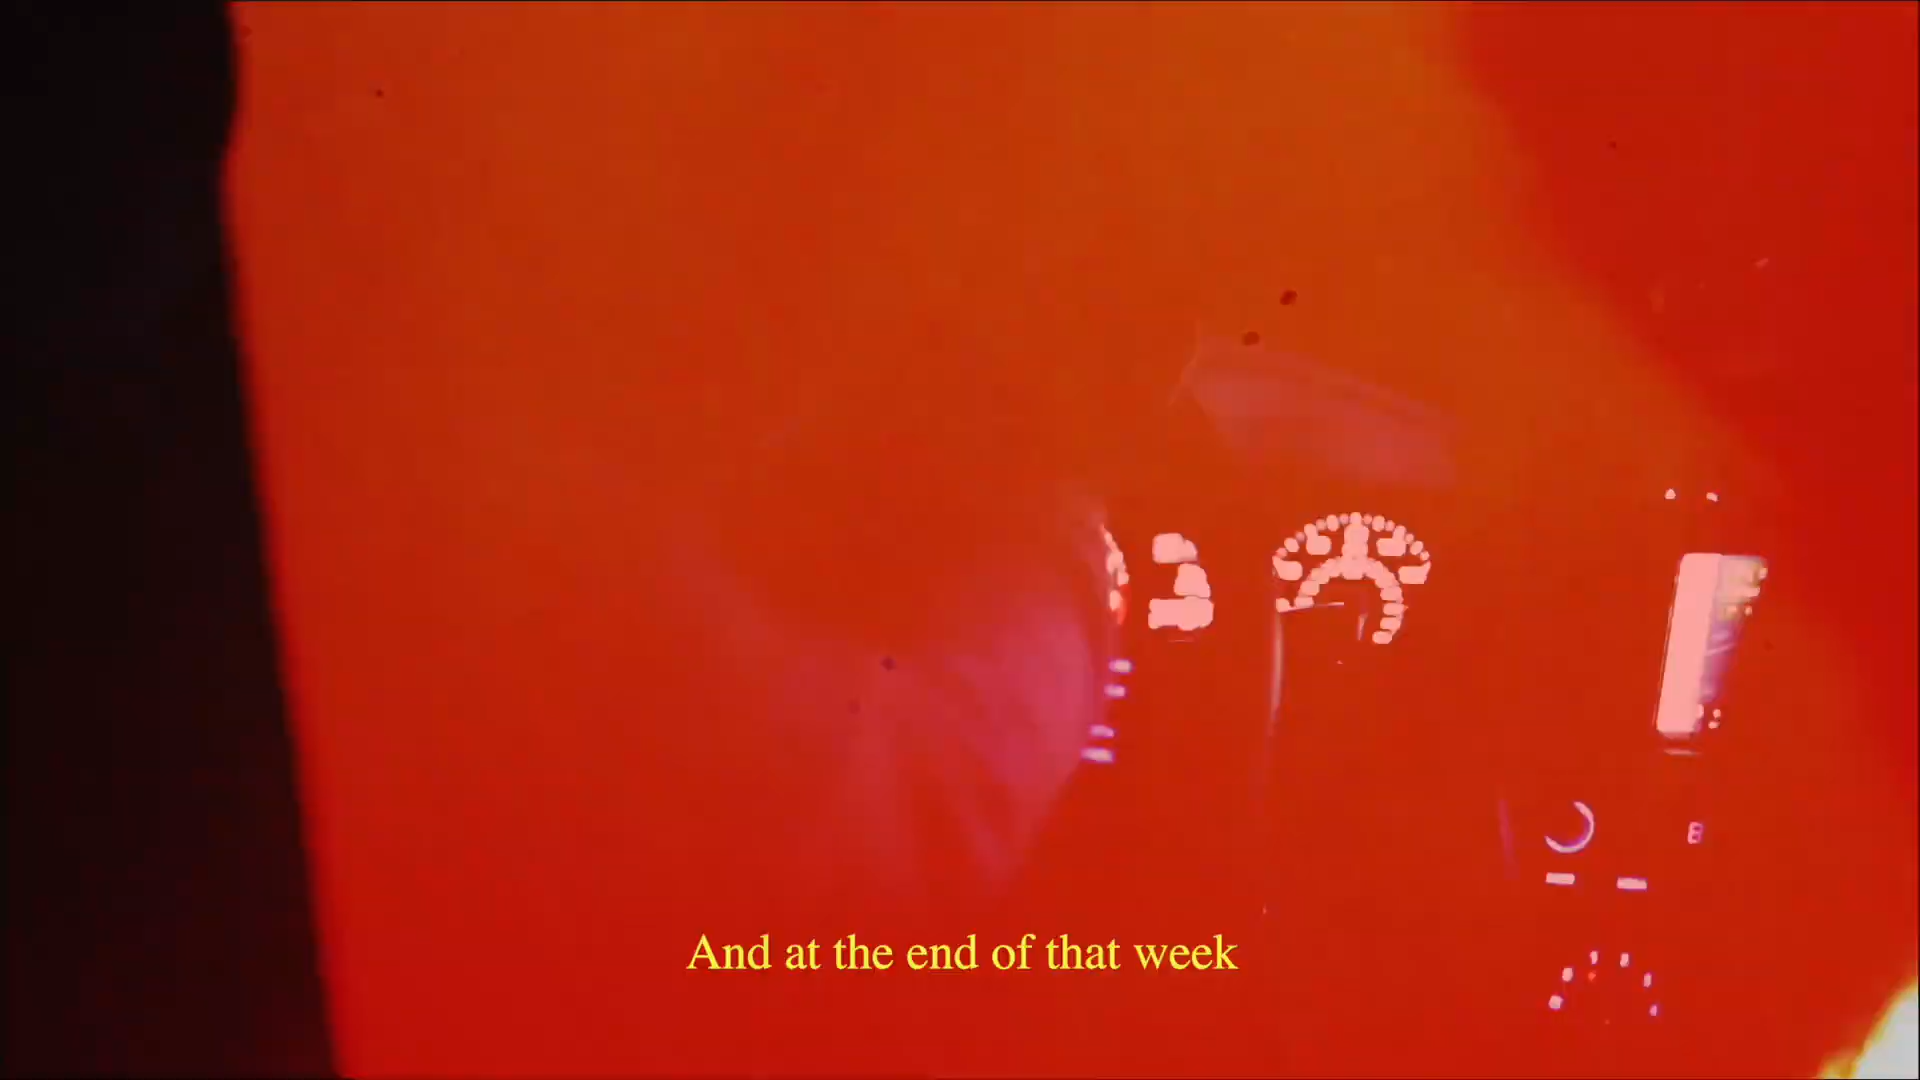 And at the end of that week